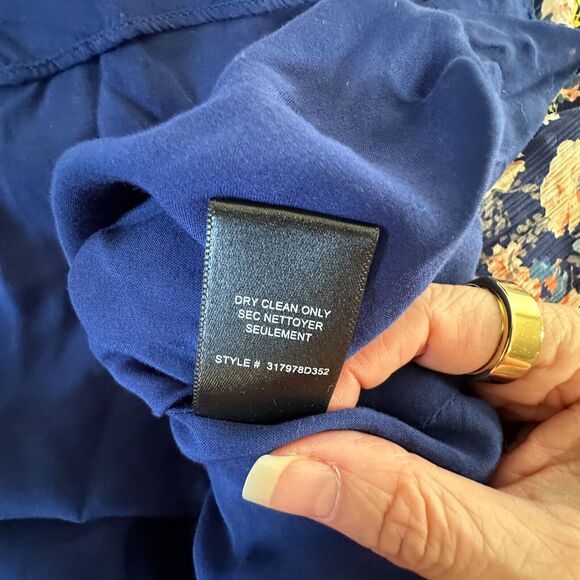 DRY CLEAN ONLY
SEC NETTOYER
SEULEMENT
STYLE # 317978D352